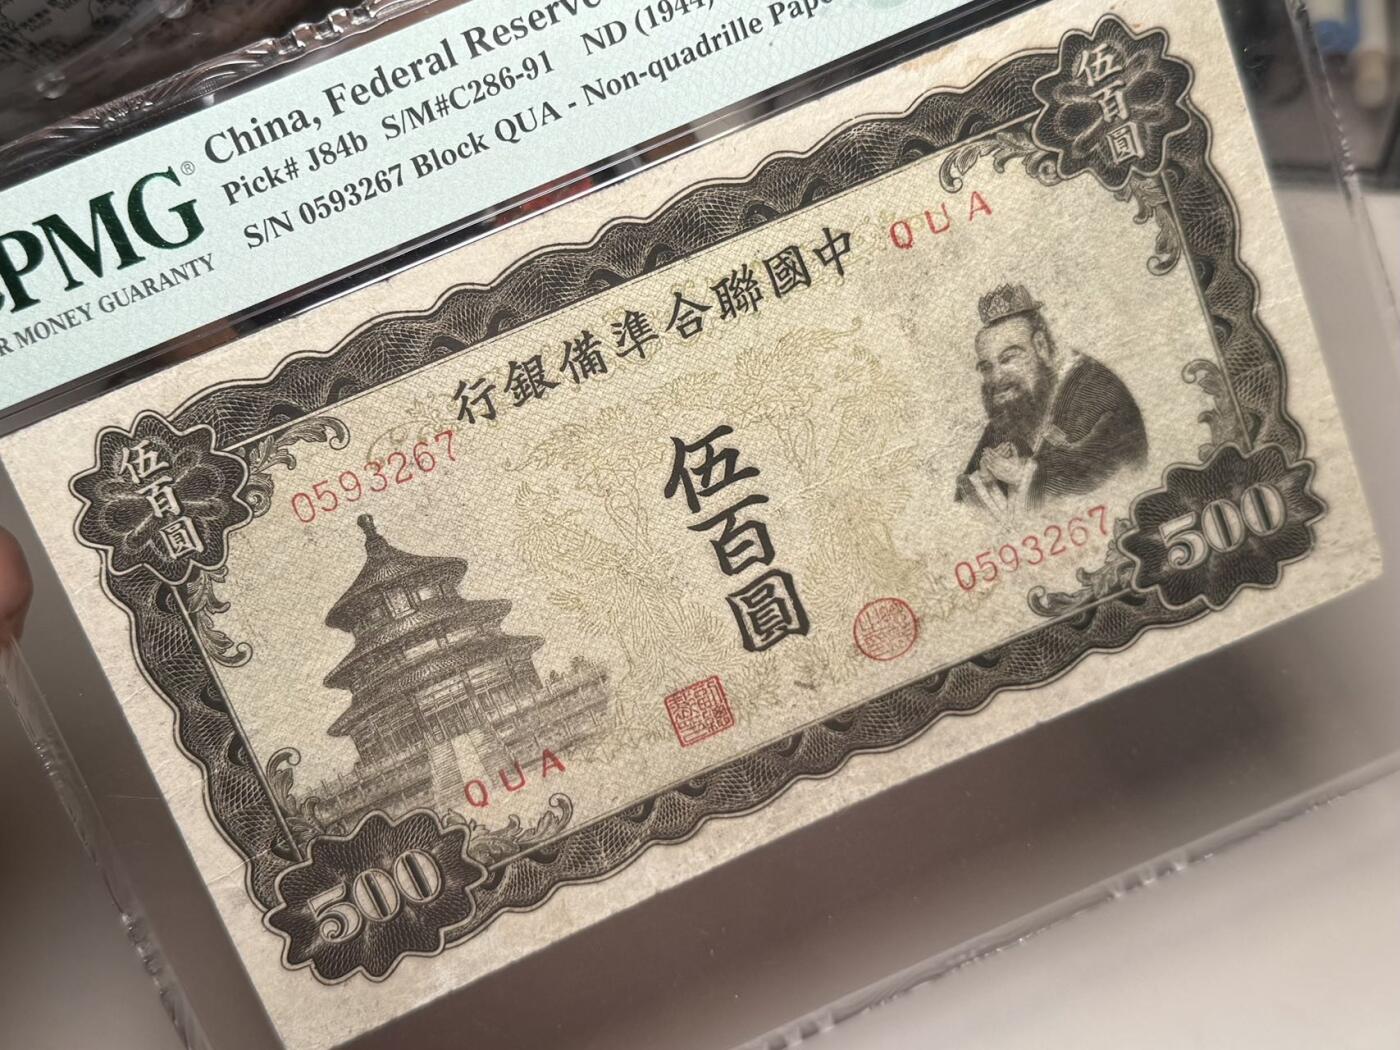 China, Federal Reserve
Pick# J84b S/M#C286-91 ND (1944)
S/N 0593267 Block QUA - Non-quadrille Pape
PMG®
R MONEY GUARANTY
伍百圓
伍百圓
QUA
中國聯合準備銀行
0593267
伍百圓
0593267
QUA
500
500